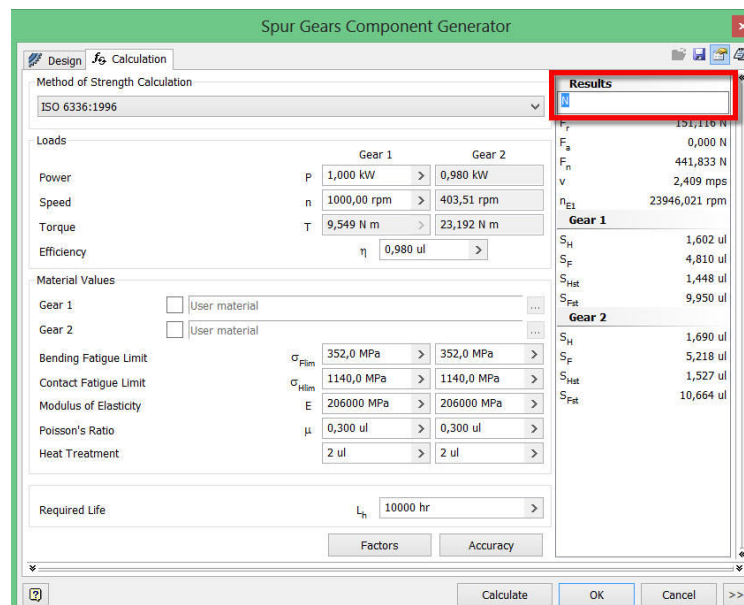 Spur Gears Component Generator
Design
fG Calculation
Method of Strength Calculation
ISO 6336:1996
Loads
Gear 1 Gear 2
Power P 1,000 kW > 0,980 kW
Speed n 1000,00 rpm > 403,51 rpm
Torque T 9,549 N m > 23,192 N m
Efficiency η 0,980 ul >
Material Values
Gear 1 User material ...
Gear 2 User material ...
Bending Fatigue Limit σFlim 352,0 MPa > 352,0 MPa >
Contact Fatigue Limit σHlim 1140,0 MPa > 1140,0 MPa >
Modulus of Elasticity E 206000 MPa > 206000 MPa >
Poisson's Ratio μ 0,300 ul > 0,300 ul >
Heat Treatment 2 ul > 2 ul >
Required Life Lh 10000 hr >
Factors Accuracy
Results
N
Fr 151,116 N
Fa 0,000 N
Fn 441,833 N
v 2,409 mps
nE1 23946,021 rpm
Gear 1
SH 1,602 ul
SF 4,810 ul
SHst 1,448 ul
SFst 9,950 ul
Gear 2
SH 1,690 ul
SF 5,218 ul
SHst 1,527 ul
SFst 10,664 ul
? Calculate OK Cancel >>